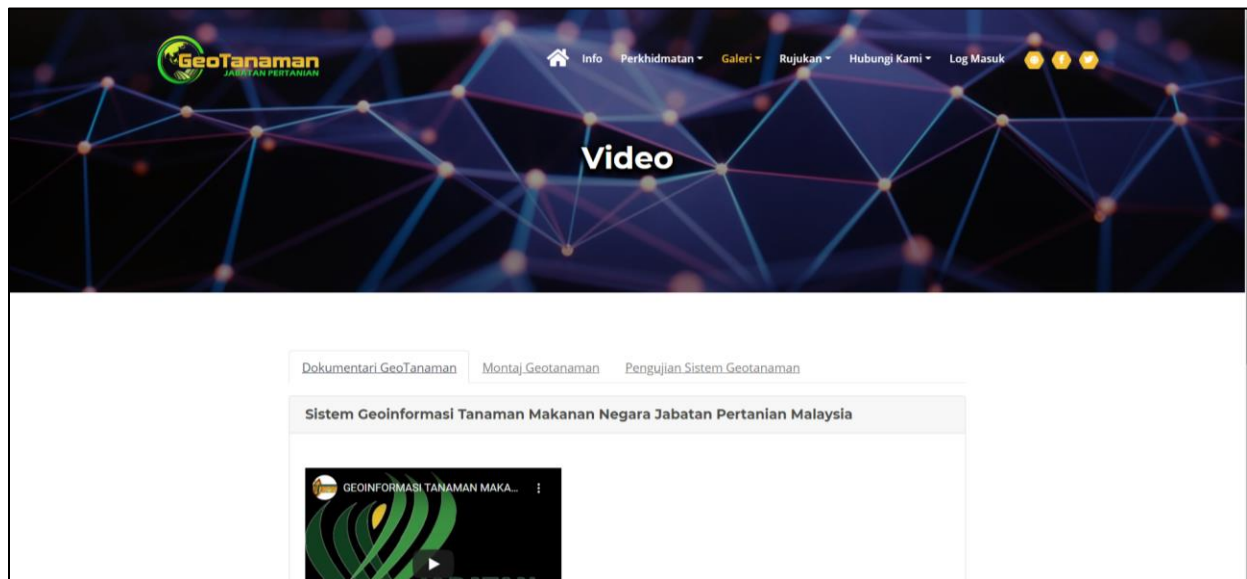 GeoTanaman
JABATAN PERTANIAN
Info Perkhidmatan Galeri Rujukan Hubungi Kami Log Masuk
Video
Dokumentari GeoTanaman Montaj Geotanaman Pengujian Sistem Geotanaman
Sistem Geoinformasi Tanaman Makanan Negara Jabatan Pertanian Malaysia
GEOINFORMASI TANAMAN MAKA...